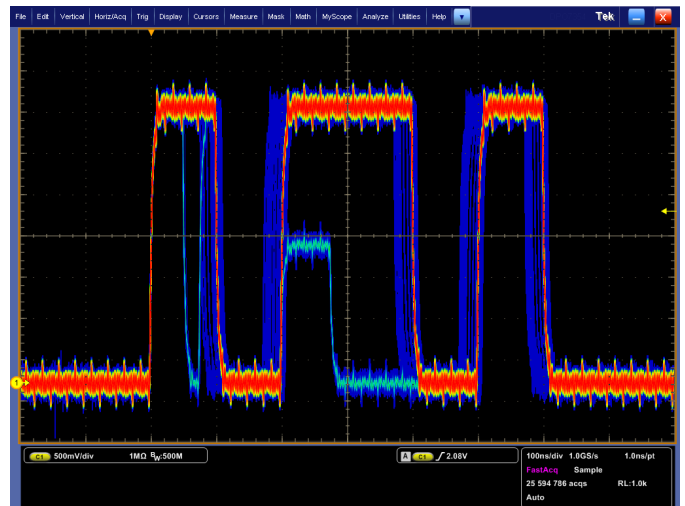 File Edit Vertical Horiz/Acq Trig Display Cursors Measure Mask Math MyScope Analyze Utilities Help Tek
1
C1 500mV/div 1MΩ BW:500M
A C1 2.08V
100ns/div 1.0GS/s 1.0ns/pt
FastAcq Sample
25 594 786 acqs RL:1.0k
Auto